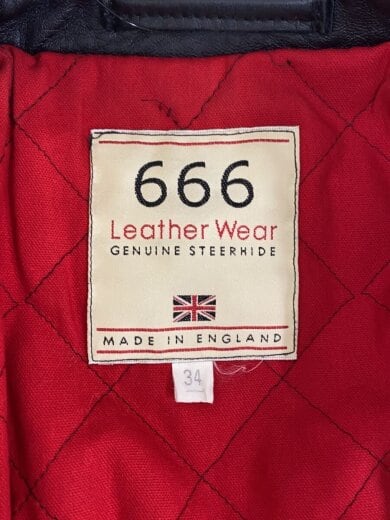 666
Leather Wear
GENUINE STEERHIDE
MADE IN ENGLAND
34